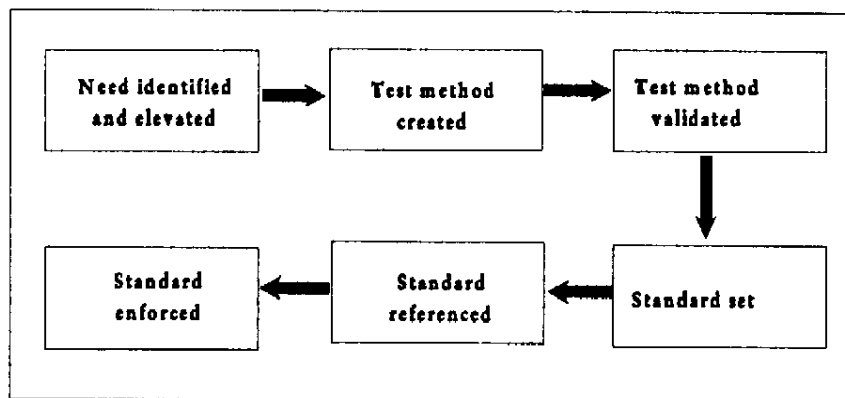 Need identified
and elevated
Test method
created
Test method
validated
Standard set
Standard
referenced
Standard
enforced